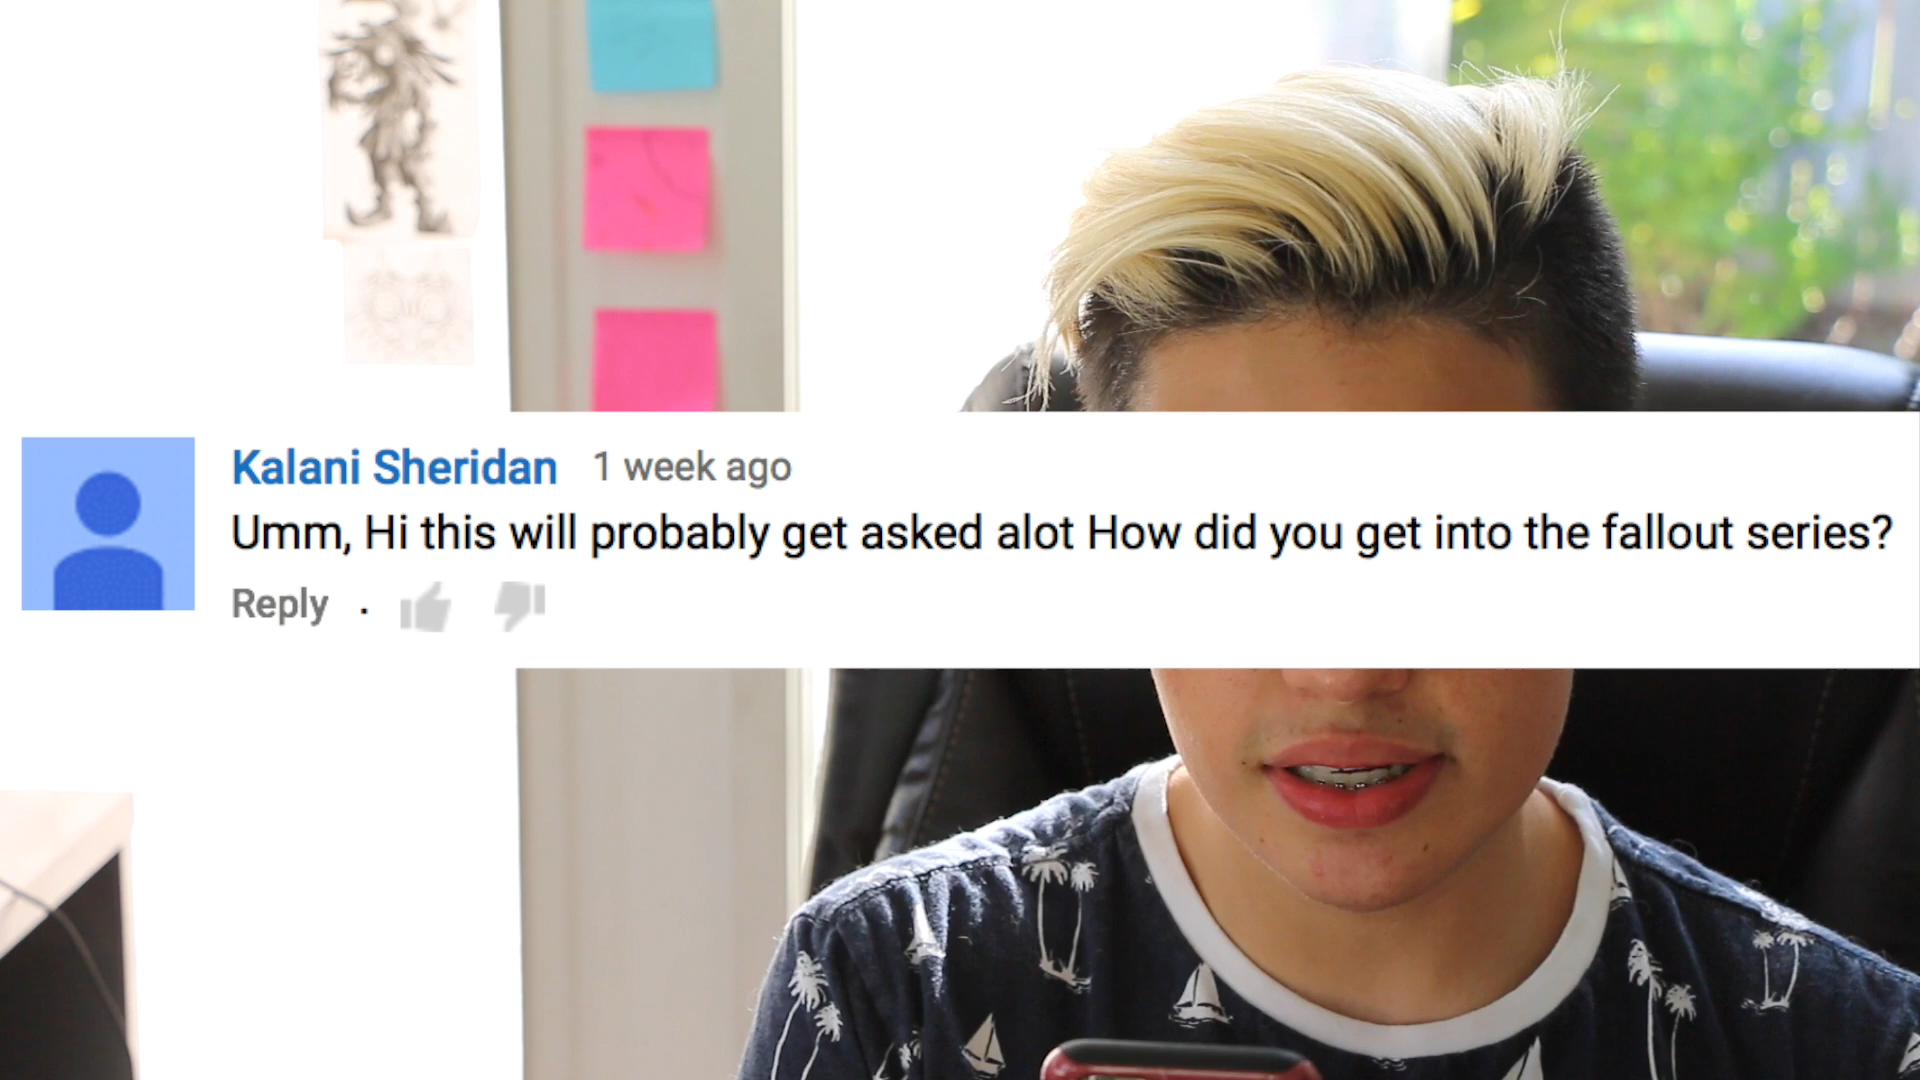 Kalani Sheridan 1 week ago
Umm, Hi this will probably get asked alot How did you get into the fallout series?
Reply .